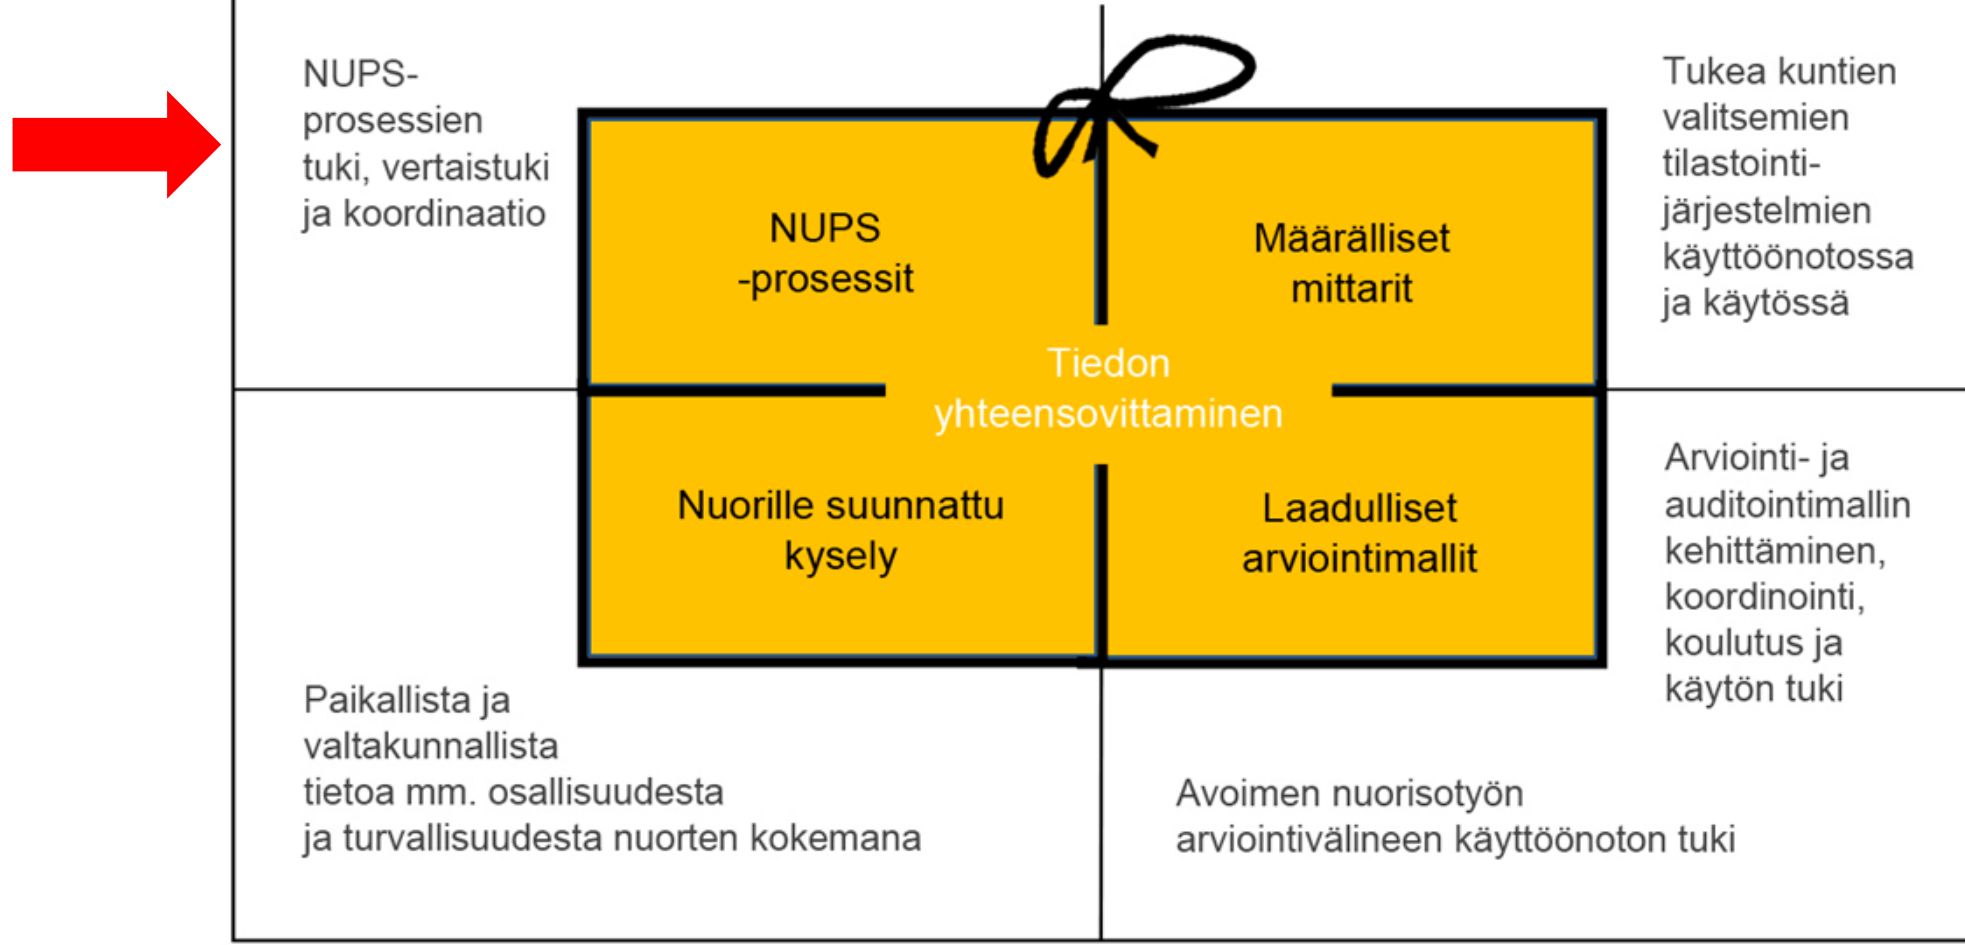 NUPS-
prosessien
tuki, vertaistuki
ja koordinaatio
NUPS
-prosessit
Määrälliset
mittarit
Tukea kuntien
valitsemien
tilastointi-
järjestelmien
käyttöönotossa
ja käytössä
Tiedon
yhteensovittaminen
Nuorille suunnattu
kysely
Laadulliset
arviointimallit
Arviointi- ja
auditointimallin
kehittäminen,
koordinointi,
koulutus ja
käytön tuki
Paikallista ja
valtakunnallista
tietoa mm. osallisuudesta
ja turvallisuudesta nuorten kokemana
Avoimen nuorisotyön
arviointivälineen käyttöönoton tuki